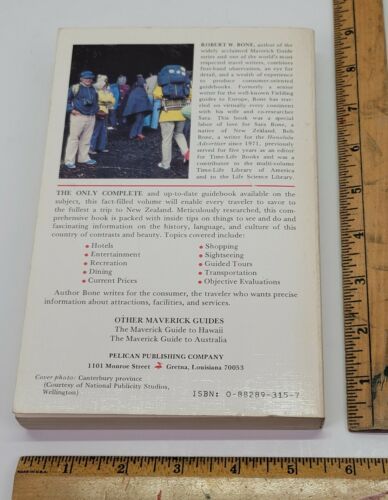 ROBERT W. BONE, author of the
widely acclaimed Maverick Guide
series and one of the world's most
respected travel writers, combines
first-hand observation, an eye for
detail, and a wealth of experience
to produce consumer-oriented
guidebooks. Formerly a senior
writer for the well-known Fielding
guides to Europe, Bone has trav-
eled on virtually every continent
with his wife and co-researcher
Sara. This book was a special
labor of love for Sara Bone, a
native of New Zealand. Bob
Bone, a writer for the Honolulu
Advertiser since 1971, previously
served for five years as an editor
for Time-Life Books and was a
contributor to the multi-volume
Time-Life Library of America
and to the Life Science Library.
THE ONLY COMPLETE and up-to-date guidebook available on the
subject, this fact-filled volume will enable every traveler to savor to
the fullest a trip to New Zealand. Meticulously researched, this com-
prehensive book is packed with inside tips on things to see and do and
fascinating information on the history, language, and culture of this
country of contrasts and beauty. Topics covered include:
• Hotels • Shopping
• Entertainment • Sightseeing
• Recreation • Guided Tours
• Dining • Transportation
• Current Prices • Objective Evaluations
Author Bone writes for the consumer, the traveler who wants precise
information about attractions, facilities, and services.
OTHER MAVERICK GUIDES
The Maverick Guide to Hawaii
The Maverick Guide to Australia
PELICAN PUBLISHING COMPANY
1101 Monroe Street Gretna, Louisiana 70053
Cover photo: Canterbury province
(Courtesy of National Publicity Studios,
Wellington)
ISBN: 0-88289-315-7
1 2 3 4 5 6